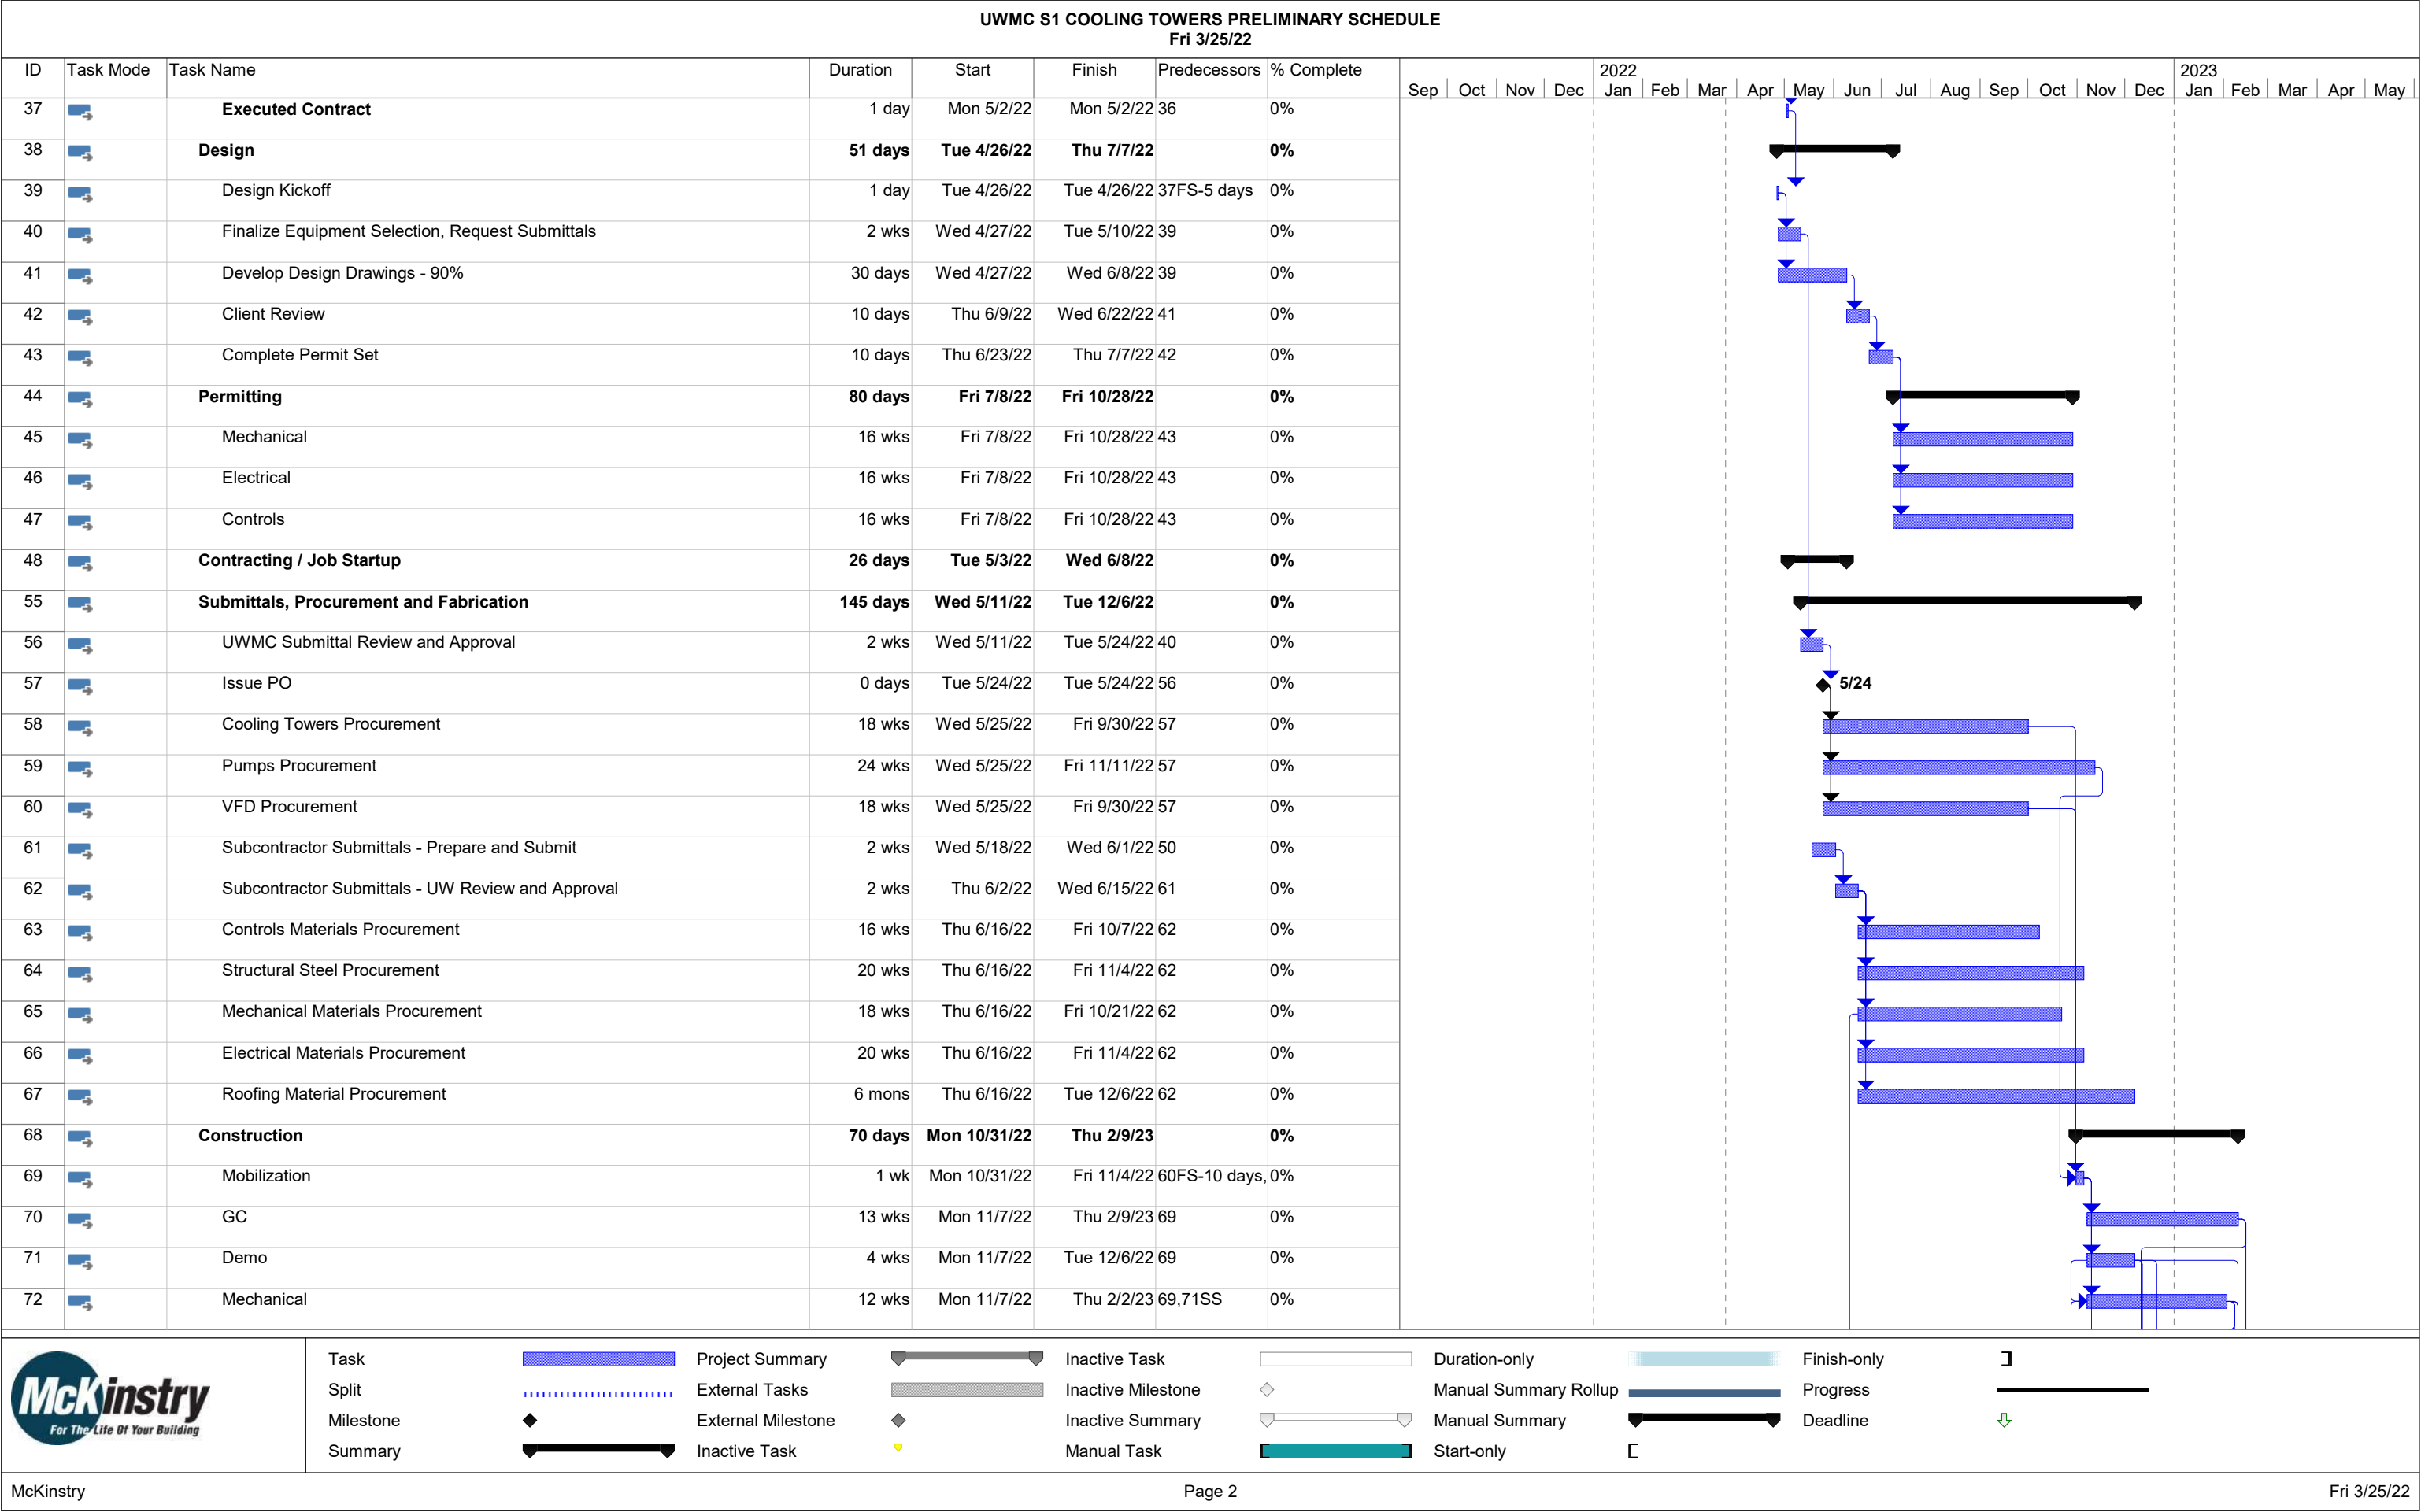 UWMC S1 COOLING TOWERS PRELIMINARY SCHEDULE
Fri 3/25/22
ID Task Mode Task Name Duration Start Finish Predecessors % Complete
2022 2023
Sep Oct Nov Dec Jan Feb Mar Apr May Jun Jul Aug Sep Oct Nov Dec Jan Feb Mar Apr May
37 Executed Contract 1 day Mon 5/2/22 Mon 5/2/22 36 0%
38 Design 51 days Tue 4/26/22 Thu 7/7/22 0%
39 Design Kickoff 1 day Tue 4/26/22 Tue 4/26/22 37FS-5 days 0%
40 Finalize Equipment Selection, Request Submittals 2 wks Wed 4/27/22 Tue 5/10/22 39 0%
41 Develop Design Drawings - 90% 30 days Wed 4/27/22 Wed 6/8/22 39 0%
42 Client Review 10 days Thu 6/9/22 Wed 6/22/22 41 0%
43 Complete Permit Set 10 days Thu 6/23/22 Thu 7/7/22 42 0%
44 Permitting 80 days Fri 7/8/22 Fri 10/28/22 0%
45 Mechanical 16 wks Fri 7/8/22 Fri 10/28/22 43 0%
46 Electrical 16 wks Fri 7/8/22 Fri 10/28/22 43 0%
47 Controls 16 wks Fri 7/8/22 Fri 10/28/22 43 0%
48 Contracting / Job Startup 26 days Tue 5/3/22 Wed 6/8/22 0%
55 Submittals, Procurement and Fabrication 145 days Wed 5/11/22 Tue 12/6/22 0%
56 UWMC Submittal Review and Approval 2 wks Wed 5/11/22 Tue 5/24/22 40 0%
57 Issue PO 0 days Tue 5/24/22 Tue 5/24/22 56 0% 5/24
58 Cooling Towers Procurement 18 wks Wed 5/25/22 Fri 9/30/22 57 0%
59 Pumps Procurement 24 wks Wed 5/25/22 Fri 11/11/22 57 0%
60 VFD Procurement 18 wks Wed 5/25/22 Fri 9/30/22 57 0%
61 Subcontractor Submittals - Prepare and Submit 2 wks Wed 5/18/22 Wed 6/1/22 50 0%
62 Subcontractor Submittals - UW Review and Approval 2 wks Thu 6/2/22 Wed 6/15/22 61 0%
63 Controls Materials Procurement 16 wks Thu 6/16/22 Fri 10/7/22 62 0%
64 Structural Steel Procurement 20 wks Thu 6/16/22 Fri 11/4/22 62 0%
65 Mechanical Materials Procurement 18 wks Thu 6/16/22 Fri 10/21/22 62 0%
66 Electrical Materials Procurement 20 wks Thu 6/16/22 Fri 11/4/22 62 0%
67 Roofing Material Procurement 6 mons Thu 6/16/22 Tue 12/6/22 62 0%
68 Construction 70 days Mon 10/31/22 Thu 2/9/23 0%
69 Mobilization 1 wk Mon 10/31/22 Fri 11/4/22 60FS-10 days, 0%
70 GC 13 wks Mon 11/7/22 Thu 2/9/23 69 0%
71 Demo 4 wks Mon 11/7/22 Tue 12/6/22 69 0%
72 Mechanical 12 wks Mon 11/7/22 Thu 2/2/23 69,71SS 0%
McKinstry
For The Life Of Your Building
Task Project Summary Inactive Task Duration-only Finish-only
Split External Tasks Inactive Milestone Manual Summary Rollup Progress
Milestone External Milestone Inactive Summary Manual Summary Deadline
Summary Inactive Task Manual Task Start-only
McKinstry Page 2 Fri 3/25/22